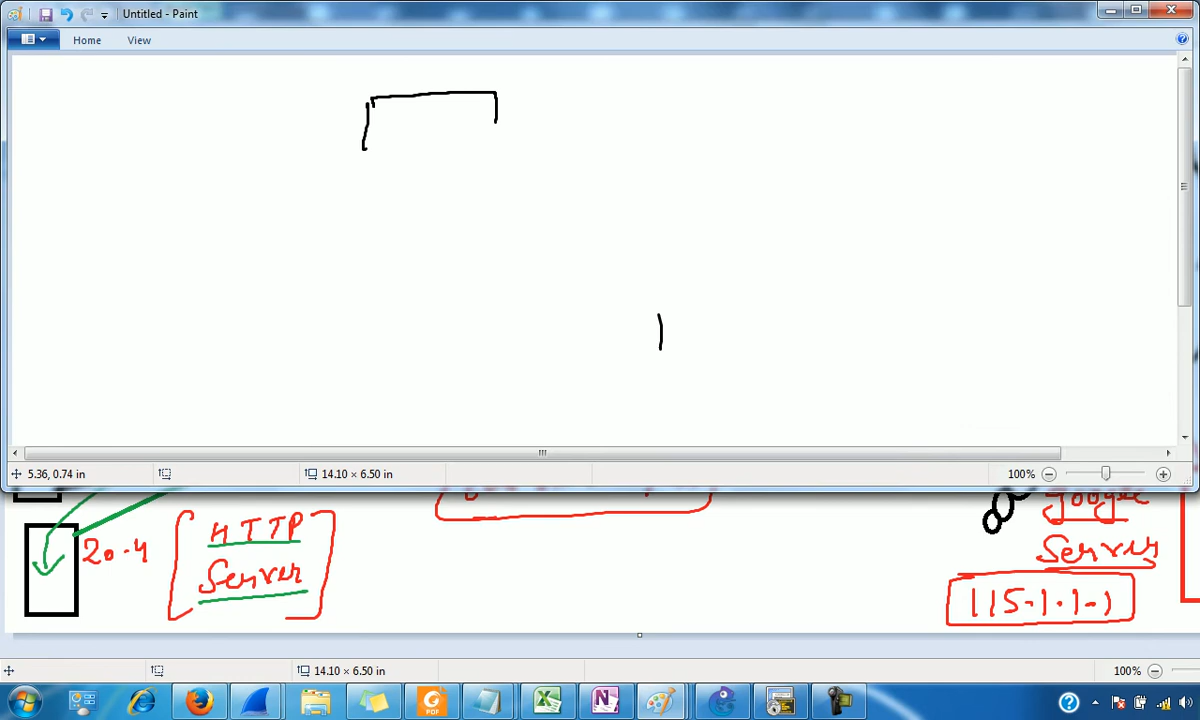 Untitled - Paint
Home View
5.36, 0.74 in 14.10 × 6.50 in 100%
HTTP
Server
20.4
google
Server
115.1.1.1
14.10 × 6.50 in 100%
PDF